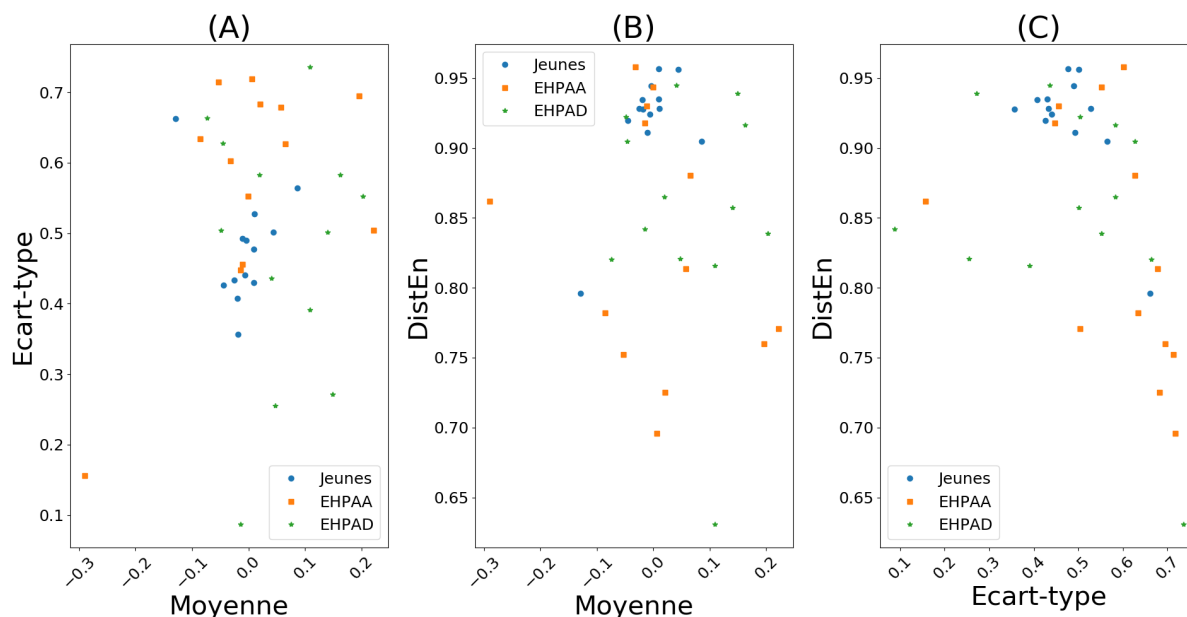 (A)
Ecart-type
0.7
0.6
0.5
0.4
0.3
0.2
0.1
Jeunes
EHPAA
EHPAD
−0.3
−0.2
−0.1
0.0
0.1
0.2
Moyenne
(B)
DistEn
0.95
0.90
0.85
0.80
0.75
0.70
0.65
Jeunes
EHPAA
EHPAD
−0.3
−0.2
−0.1
0.0
0.1
0.2
Moyenne
(C)
DistEn
0.95
0.90
0.85
0.80
0.75
0.70
0.65
Jeunes
EHPAA
EHPAD
0.1
0.2
0.3
0.4
0.5
0.6
0.7
Ecart-type